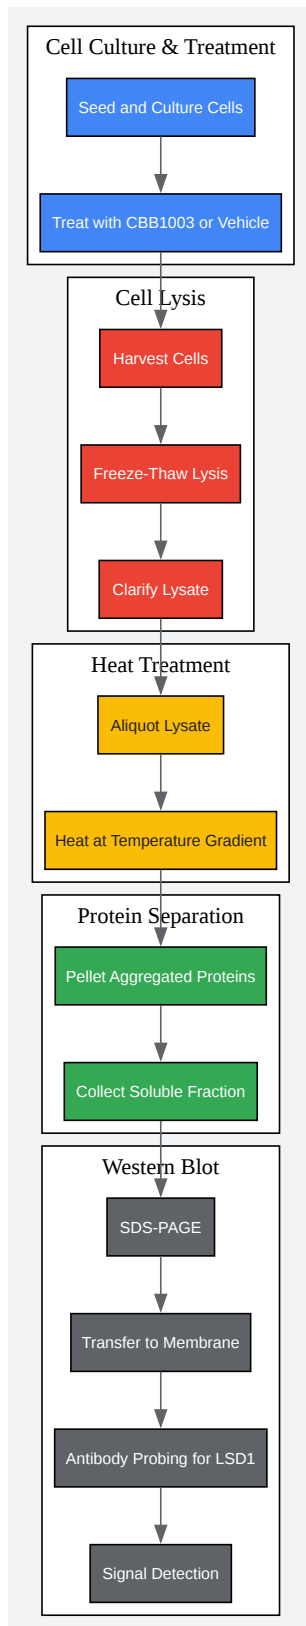 Cell Culture & Treatment
Seed and Culture Cells
Treat with CBB1003 or Vehicle
Cell Lysis
Harvest Cells
Freeze-Thaw Lysis
Clarify Lysate
Heat Treatment
Aliquot Lysate
Heat at Temperature Gradient
Protein Separation
Pellet Aggregated Proteins
Collect Soluble Fraction
Western Blot
SDS-PAGE
Transfer to Membrane
Antibody Probing for LSD1
Signal Detection